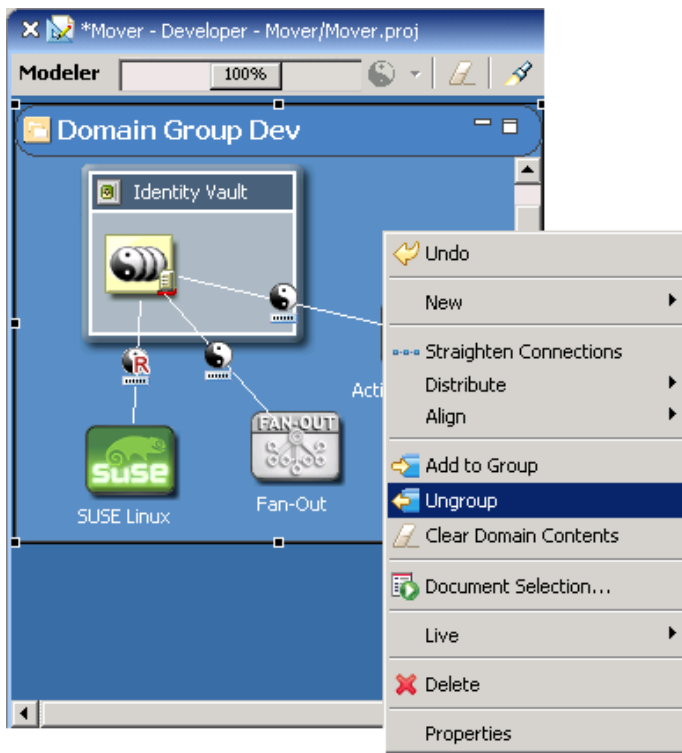 *Mover - Developer - Mover/Mover.proj
Modeler 100%
Domain Group Dev
Identity Vault
R
Acti
SUSE
SUSE Linux
FAN-OUT
Fan-Out
Undo
New
Straighten Connections
Distribute
Align
Add to Group
Ungroup
Clear Domain Contents
Document Selection...
Live
Delete
Properties